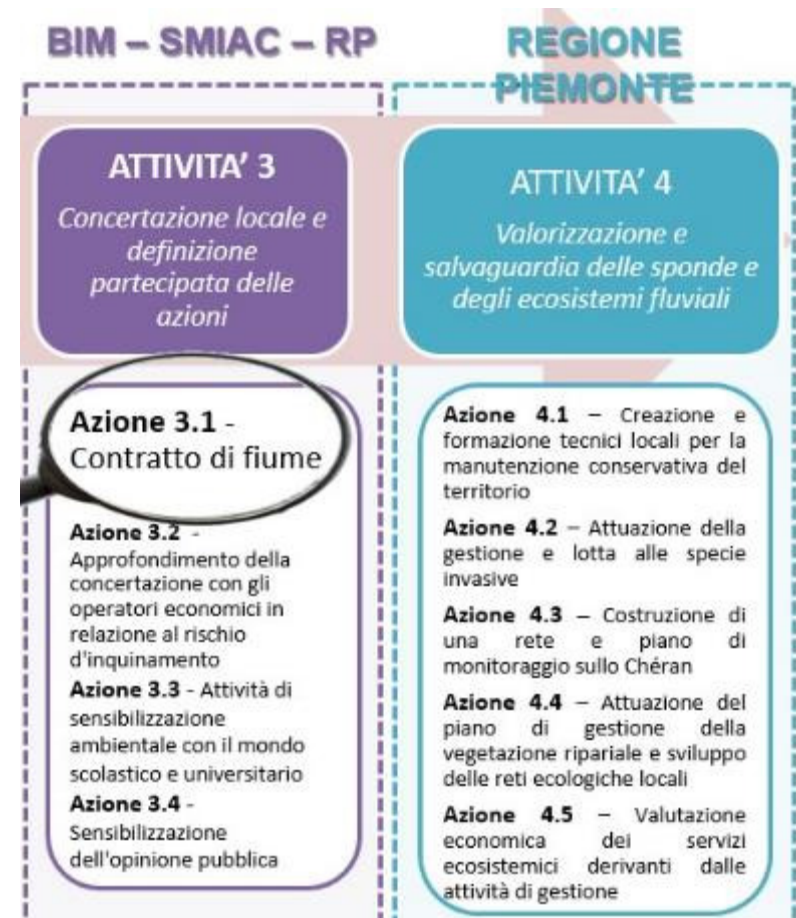 BIM – SMIAC – RP
ATTIVITA' 3
Concertazione locale e
definizione
partecipata delle
azioni
Azione 3.1 -
Contratto di fiume
Azione 3.2 -
Approfondimento della
concertazione con gli
operatori economici in
relazione al rischio
d'inquinamento
Azione 3.3 - Attività di
sensibilizzazione
ambientale con il mondo
scolastico e universitario
Azione 3.4 -
Sensibilizzazione
dell'opinione pubblica
REGIONE
PIEMONTE
ATTIVITA' 4
Valorizzazione e
salvaguardia delle sponde e
degli ecosistemi fluviali
Azione 4.1 – Creazione e
formazione tecnici locali per la
manutenzione conservativa del
territorio
Azione 4.2 – Attuazione della
gestione e lotta alle specie
invasive
Azione 4.3 – Costruzione di
una rete e piano di
monitoraggio sullo Chéran
Azione 4.4 – Attuazione del
piano di gestione della
vegetazione ripariale e sviluppo
delle reti ecologiche locali
Azione 4.5 – Valutazione
economica dei servizi
ecosistemici derivanti dalle
attività di gestione